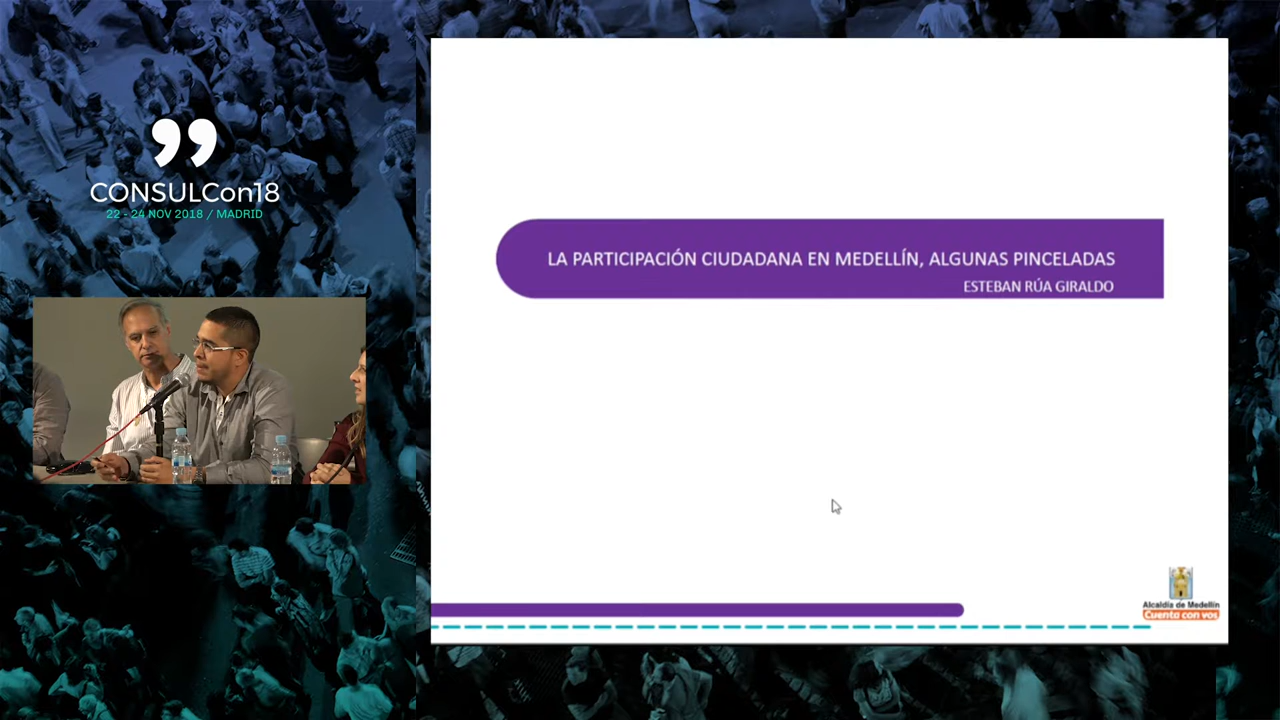 CONSULCon18
22 - 24 NOV 2018 / MADRID
LA PARTICIPACIÓN CIUDADANA EN MEDELLÍN, ALGUNAS PINCELADAS
ESTEBAN RÚA GIRALDO
Alcaldía de Medellín
Cuenta con vos